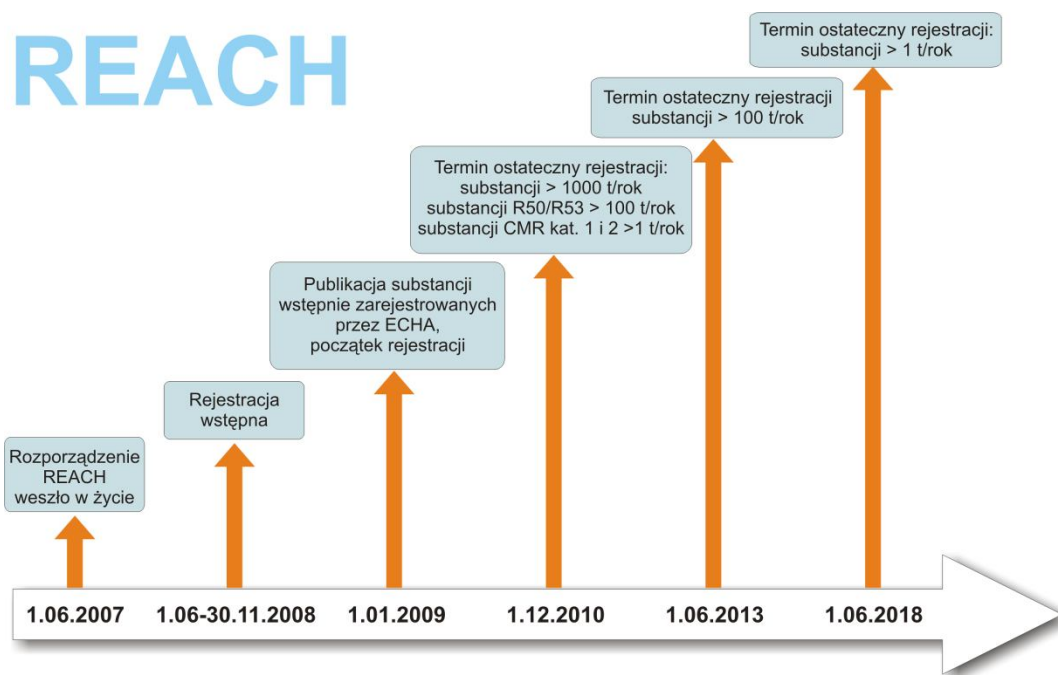 REACH
Termin ostateczny rejestracji:
substancji > 1 t/rok
Termin ostateczny rejestracji
substancji > 100 t/rok
Termin ostateczny rejestracji:
substancji > 1000 t/rok
substancji R50/R53 > 100 t/rok
substancji CMR kat. 1 i 2 >1 t/rok
Publikacja substancji
wstępnie zarejestrowanych
przez ECHA,
początek rejestracji
Rejestracja
wstępna
Rozporządzenie
REACH
weszło w życie
1.06.2007 1.06-30.11.2008 1.01.2009 1.12.2010 1.06.2013 1.06.2018